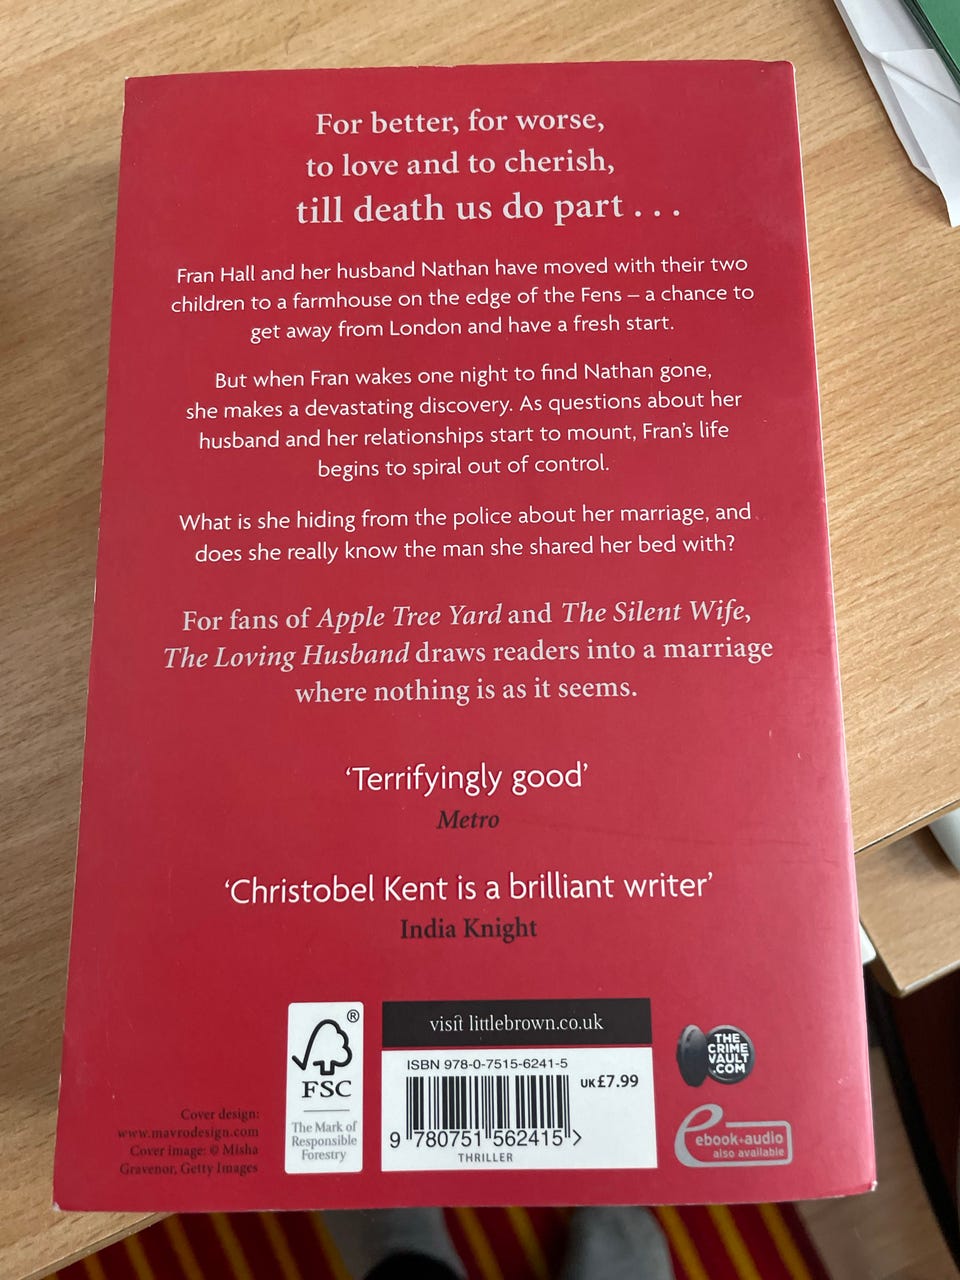 For better, for worse,
to love and to cherish,
till death us do part . . .
Fran Hall and her husband Nathan have moved with their two
children to a farmhouse on the edge of the Fens – a chance to
get away from London and have a fresh start.
But when Fran wakes one night to find Nathan gone,
she makes a devastating discovery. As questions about her
husband and her relationships start to mount, Fran's life
begins to spiral out of control.
What is she hiding from the police about her marriage, and
does she really know the man she shared her bed with?
For fans of Apple Tree Yard and The Silent Wife,
The Loving Husband draws readers into a marriage
where nothing is as it seems.
'Terrifyingly good'
Metro
'Christobel Kent is a brilliant writer'
India Knight
Cover design:
www.mavrodesign.com
Cover image: © Misha
Gravenor, Getty Images
®
FSC
The Mark of
Responsible
Forestry
visit littlebrown.co.uk
ISBN 978-0-7515-6241-5
UK£7.99
9 780751 562415 >
THRILLER
THE
CRIME
VAULT
.COM
ebook+audio
also available